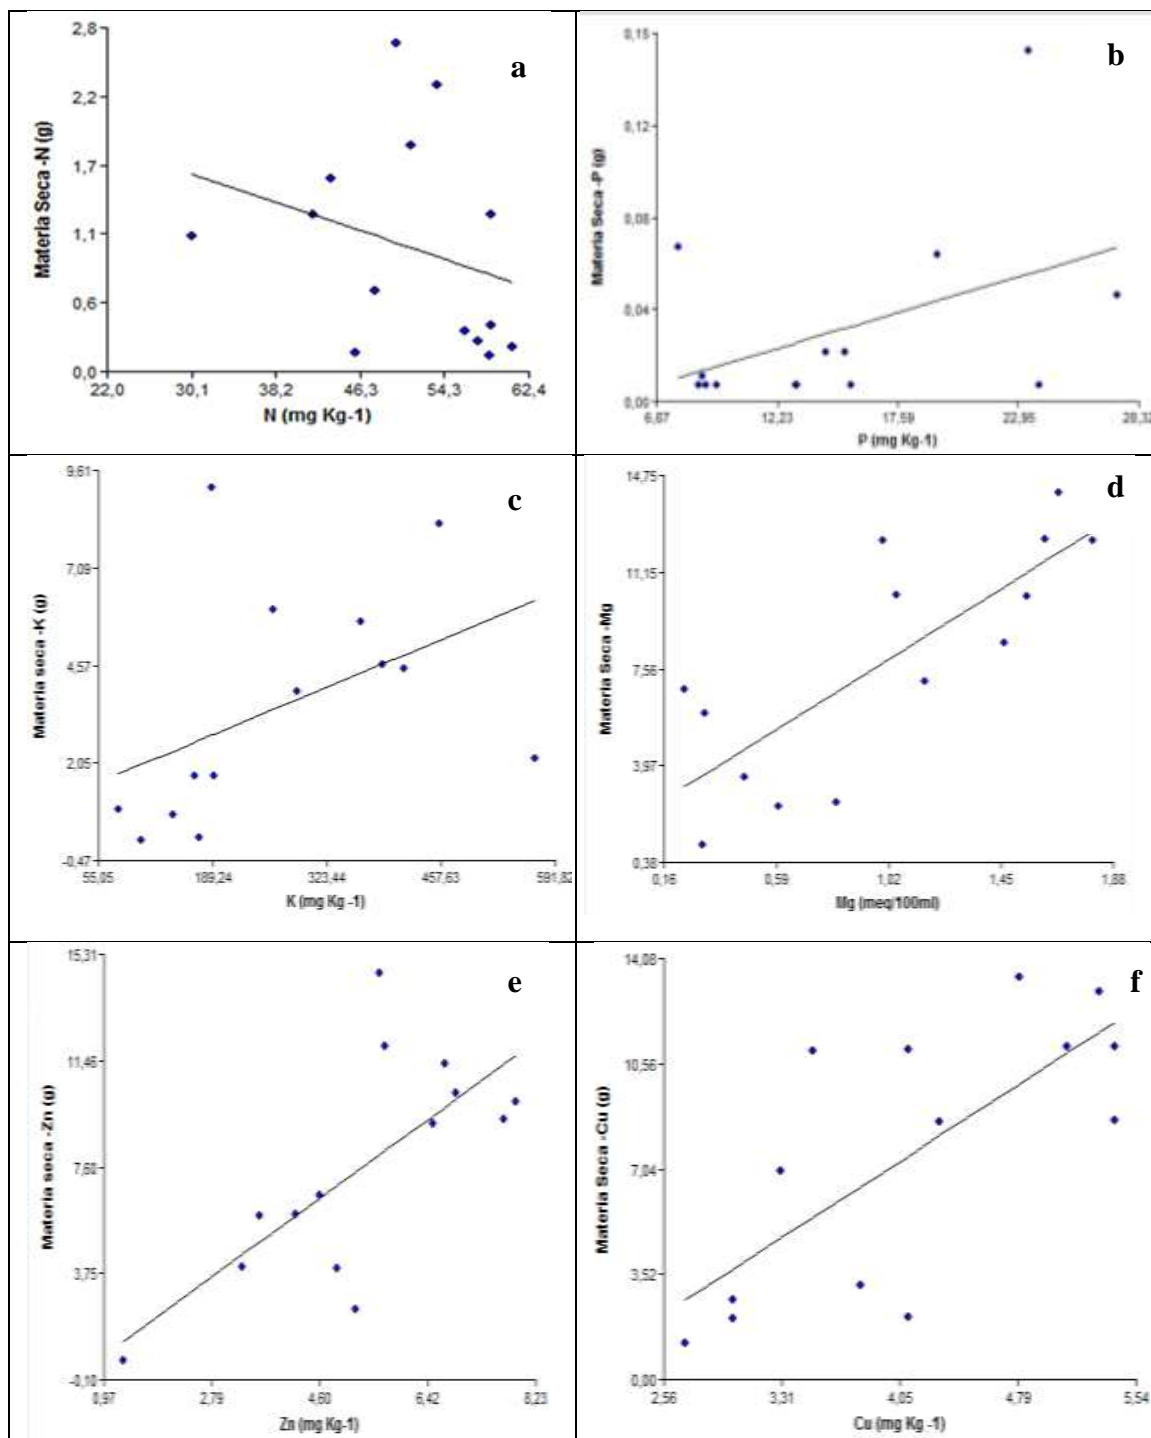 a
2,8
2,2
1,7
1,1
0,6
0,0
22,0 30,1 38,2 46,3 54,3 62,4
Materia Seca -N (g)
N (mg Kg-1)
b
0,15
0,12
0,08
0,04
0,00
6,87 12,23 17,59 22,95 28,32
Materia Seca -P (g)
P (mg Kg-1)
c
9,61
7,09
4,57
2,05
-0,47
55,05 189,24 323,44 457,63 591,82
Materia seca -K (g)
K (mg Kg -1)
d
14,75
11,15
7,56
3,97
0,38
0,16 0,59 1,02 1,45 1,88
Materia Seca -Mg
Mg (meq/100ml)
e
15,31
11,46
7,60
3,75
-0,10
0,97 2,79 4,60 6,42 8,23
Materia seca -Zn (g)
Zn (mg Kg-1)
f
14,08
10,56
7,04
3,52
0,00
2,56 3,31 4,05 4,79 5,54
Materia Seca -Cu (g)
Cu (mg Kg -1)